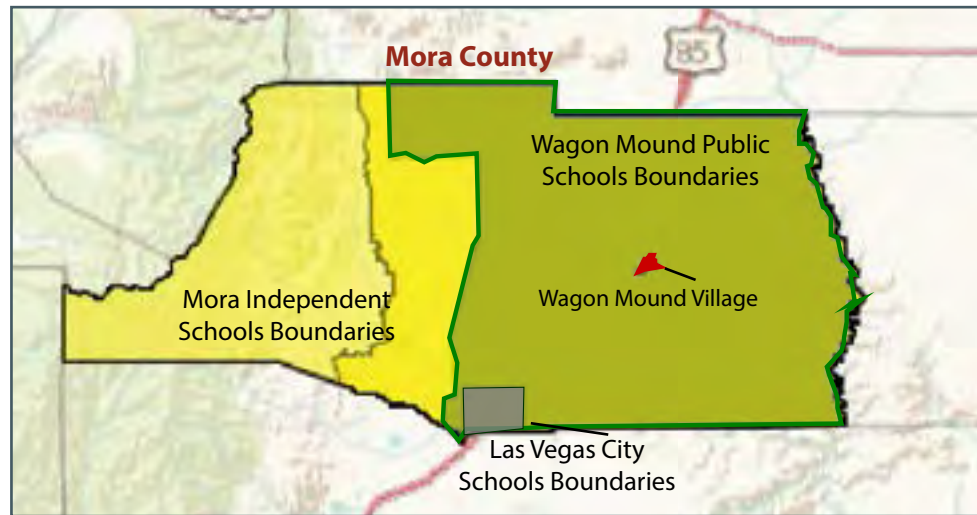 Mora County
85
Wagon Mound Public
Schools Boundaries
Wagon Mound Village
Mora Independent
Schools Boundaries
Las Vegas City
Schools Boundaries